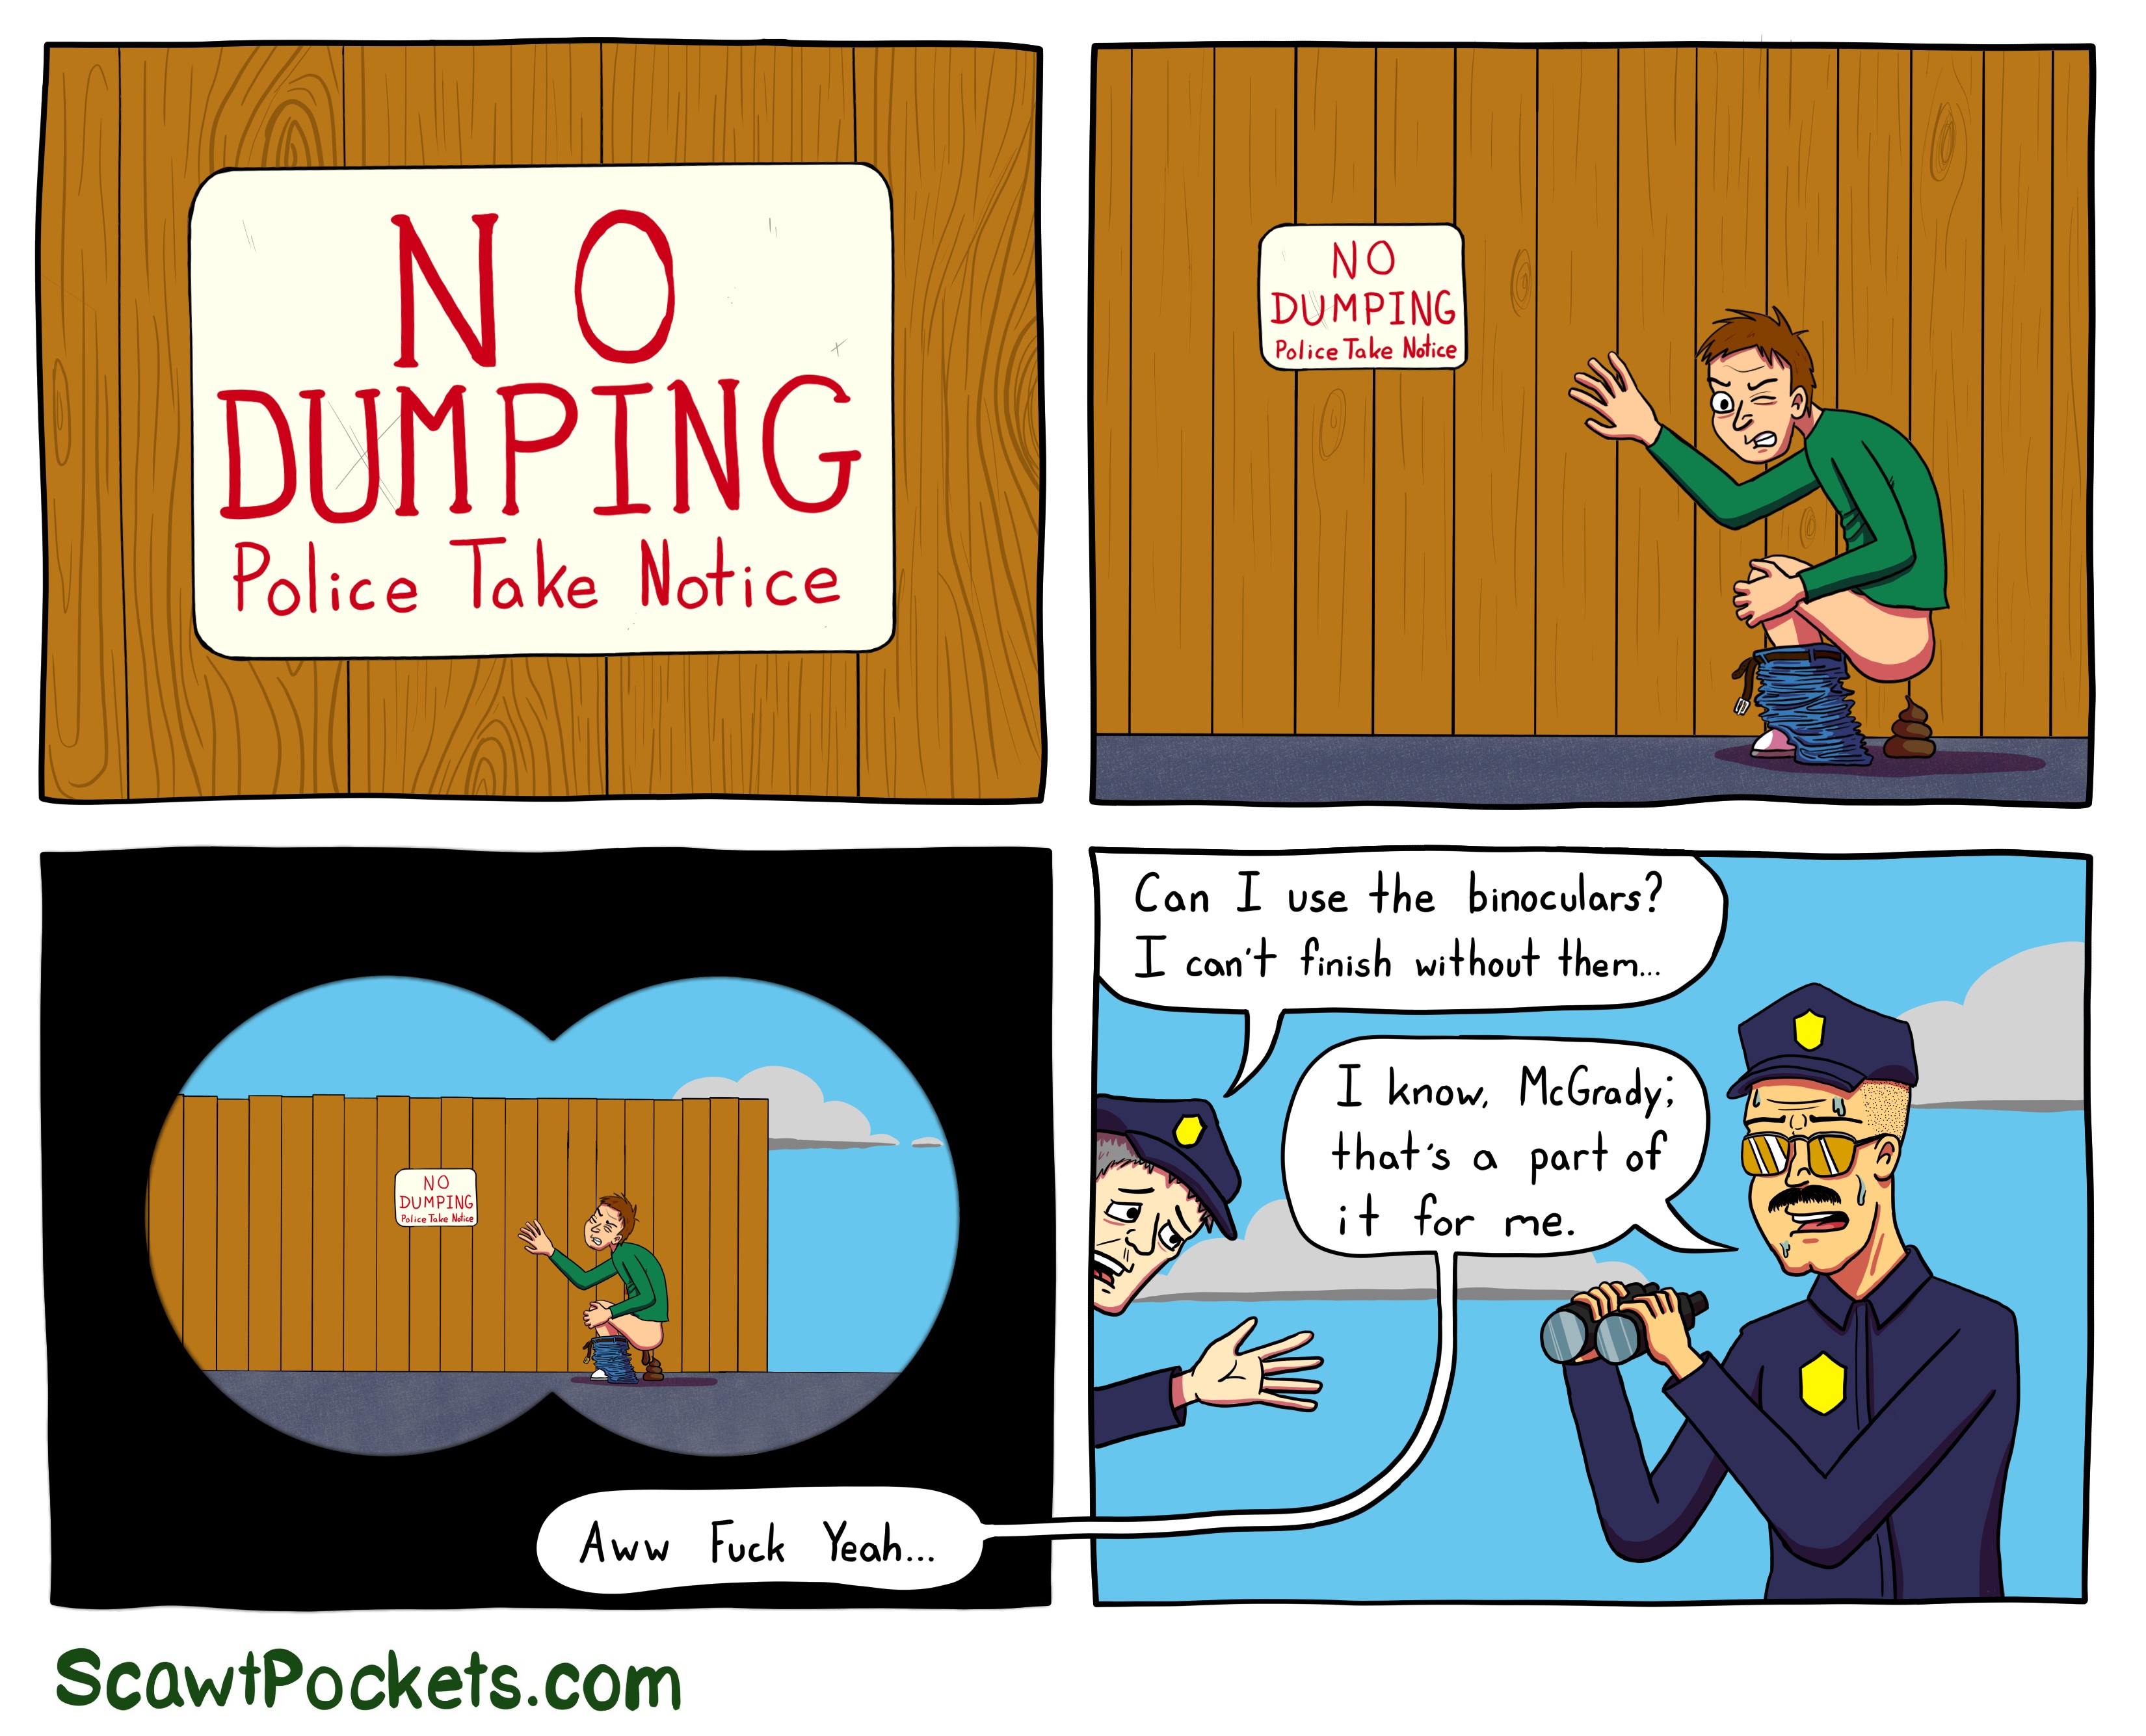 NO
DUMPING
Police Take Notice
NO
DUMPING
Police Take Notice
NO
DUMPING
Police Take Notice
Aww Fuck Yeah...
Can I use the binoculars?
I can't finish without them...
I know, McGrady;
that's a part of
it for me.
ScawtPockets.com